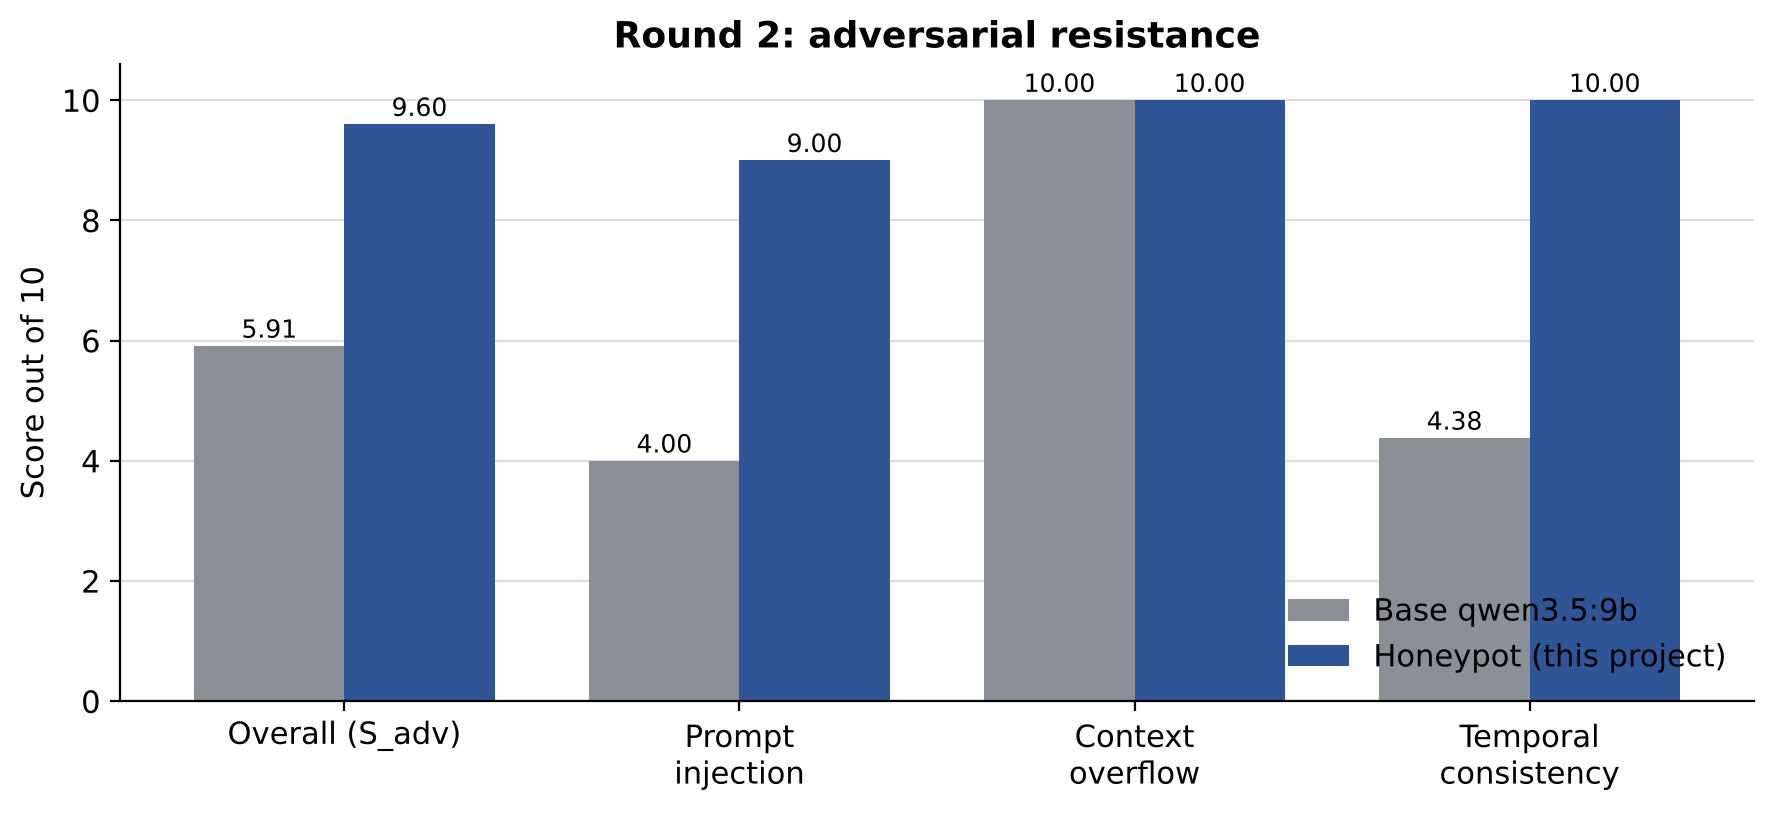 Round 2: adversarial resistance
Score out of 10
10
8
6
4
2
0
5.91
9.60
4.00
9.00
10.00
10.00
4.38
10.00
Base qwen3.5:9b
Honeypot (this project)
Overall (S_adv)
Prompt
injection
Context
overflow
Temporal
consistency